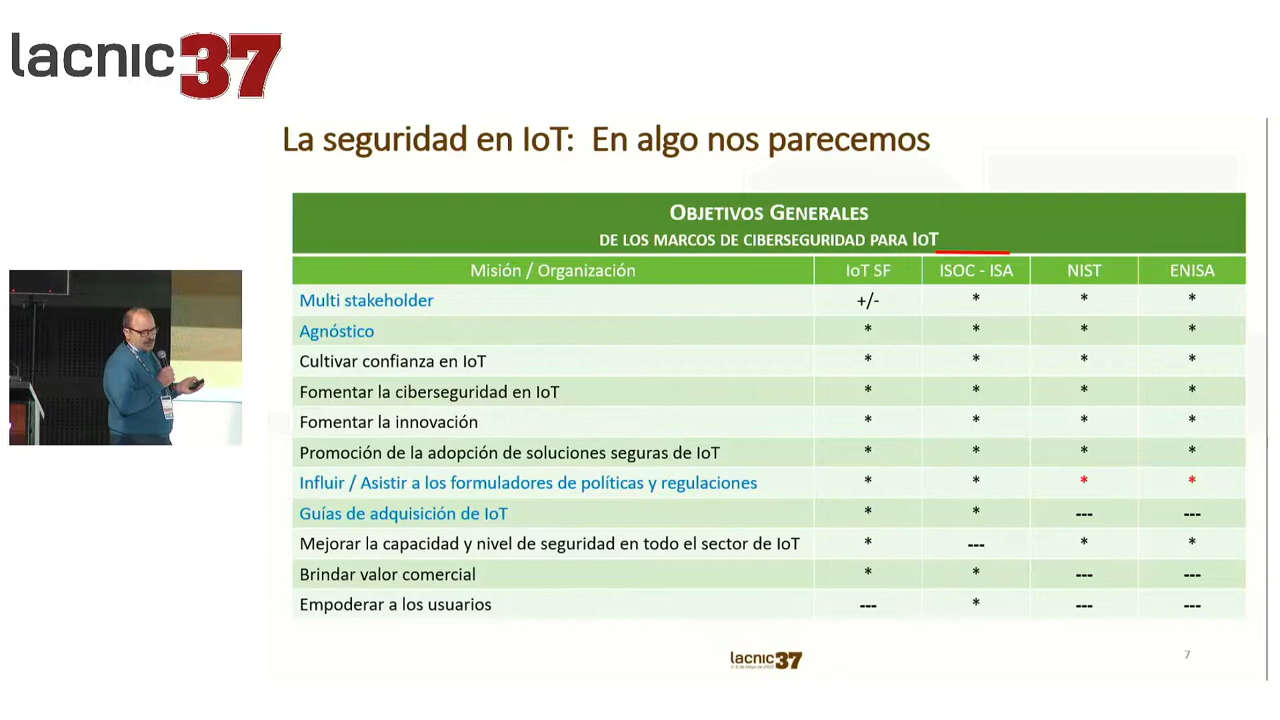 lacnic37
La seguridad en IoT: En algo nos parecemos
OBJETIVOS GENERALES
DE LOS MARCOS DE CIBERSEGURIDAD PARA IOT
Misión / Organización IoT SF ISOC - ISA NIST ENISA
Multi stakeholder +/- * * *
Agnóstico * * * *
Cultivar confianza en IoT * * * *
Fomentar la ciberseguridad en IoT * * * *
Fomentar la innovación * * * *
Promoción de la adopción de soluciones seguras de IoT * * * *
Influir / Asistir a los formuladores de políticas y regulaciones * * * *
Guías de adquisición de IoT * * --- ---
Mejorar la capacidad y nivel de seguridad en todo el sector de IoT * --- * *
Brindar valor comercial * * --- ---
Empoderar a los usuarios --- * --- ---
lacnic37
7